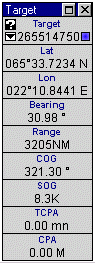 Target
? Target
265514750
Lat
065°33.7234 N
Lon
022°10.8441 E
Bearing
30.98 °
Range
3205NM
COG
321.30 °
SOG
8.3K
TCPA
0.00 mn
CPA
0.00 M